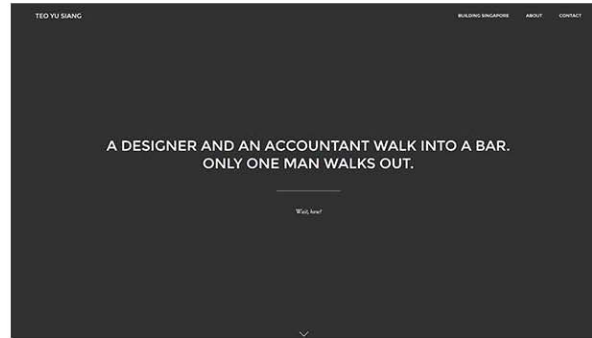 TEO YU SIANG
BUILDING SINGAPORE ABOUT CONTACT
A DESIGNER AND AN ACCOUNTANT WALK INTO A BAR.
ONLY ONE MAN WALKS OUT.
Wait, how?